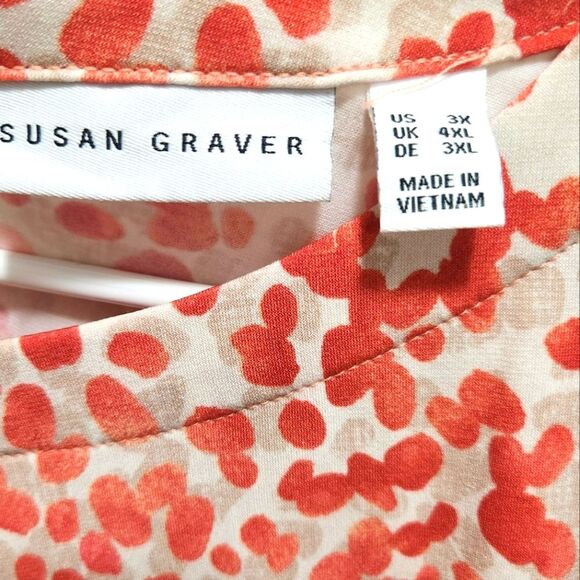 SUSAN GRAVER
US 3X
UK 4XL
DE 3XL
MADE IN
VIETNAM